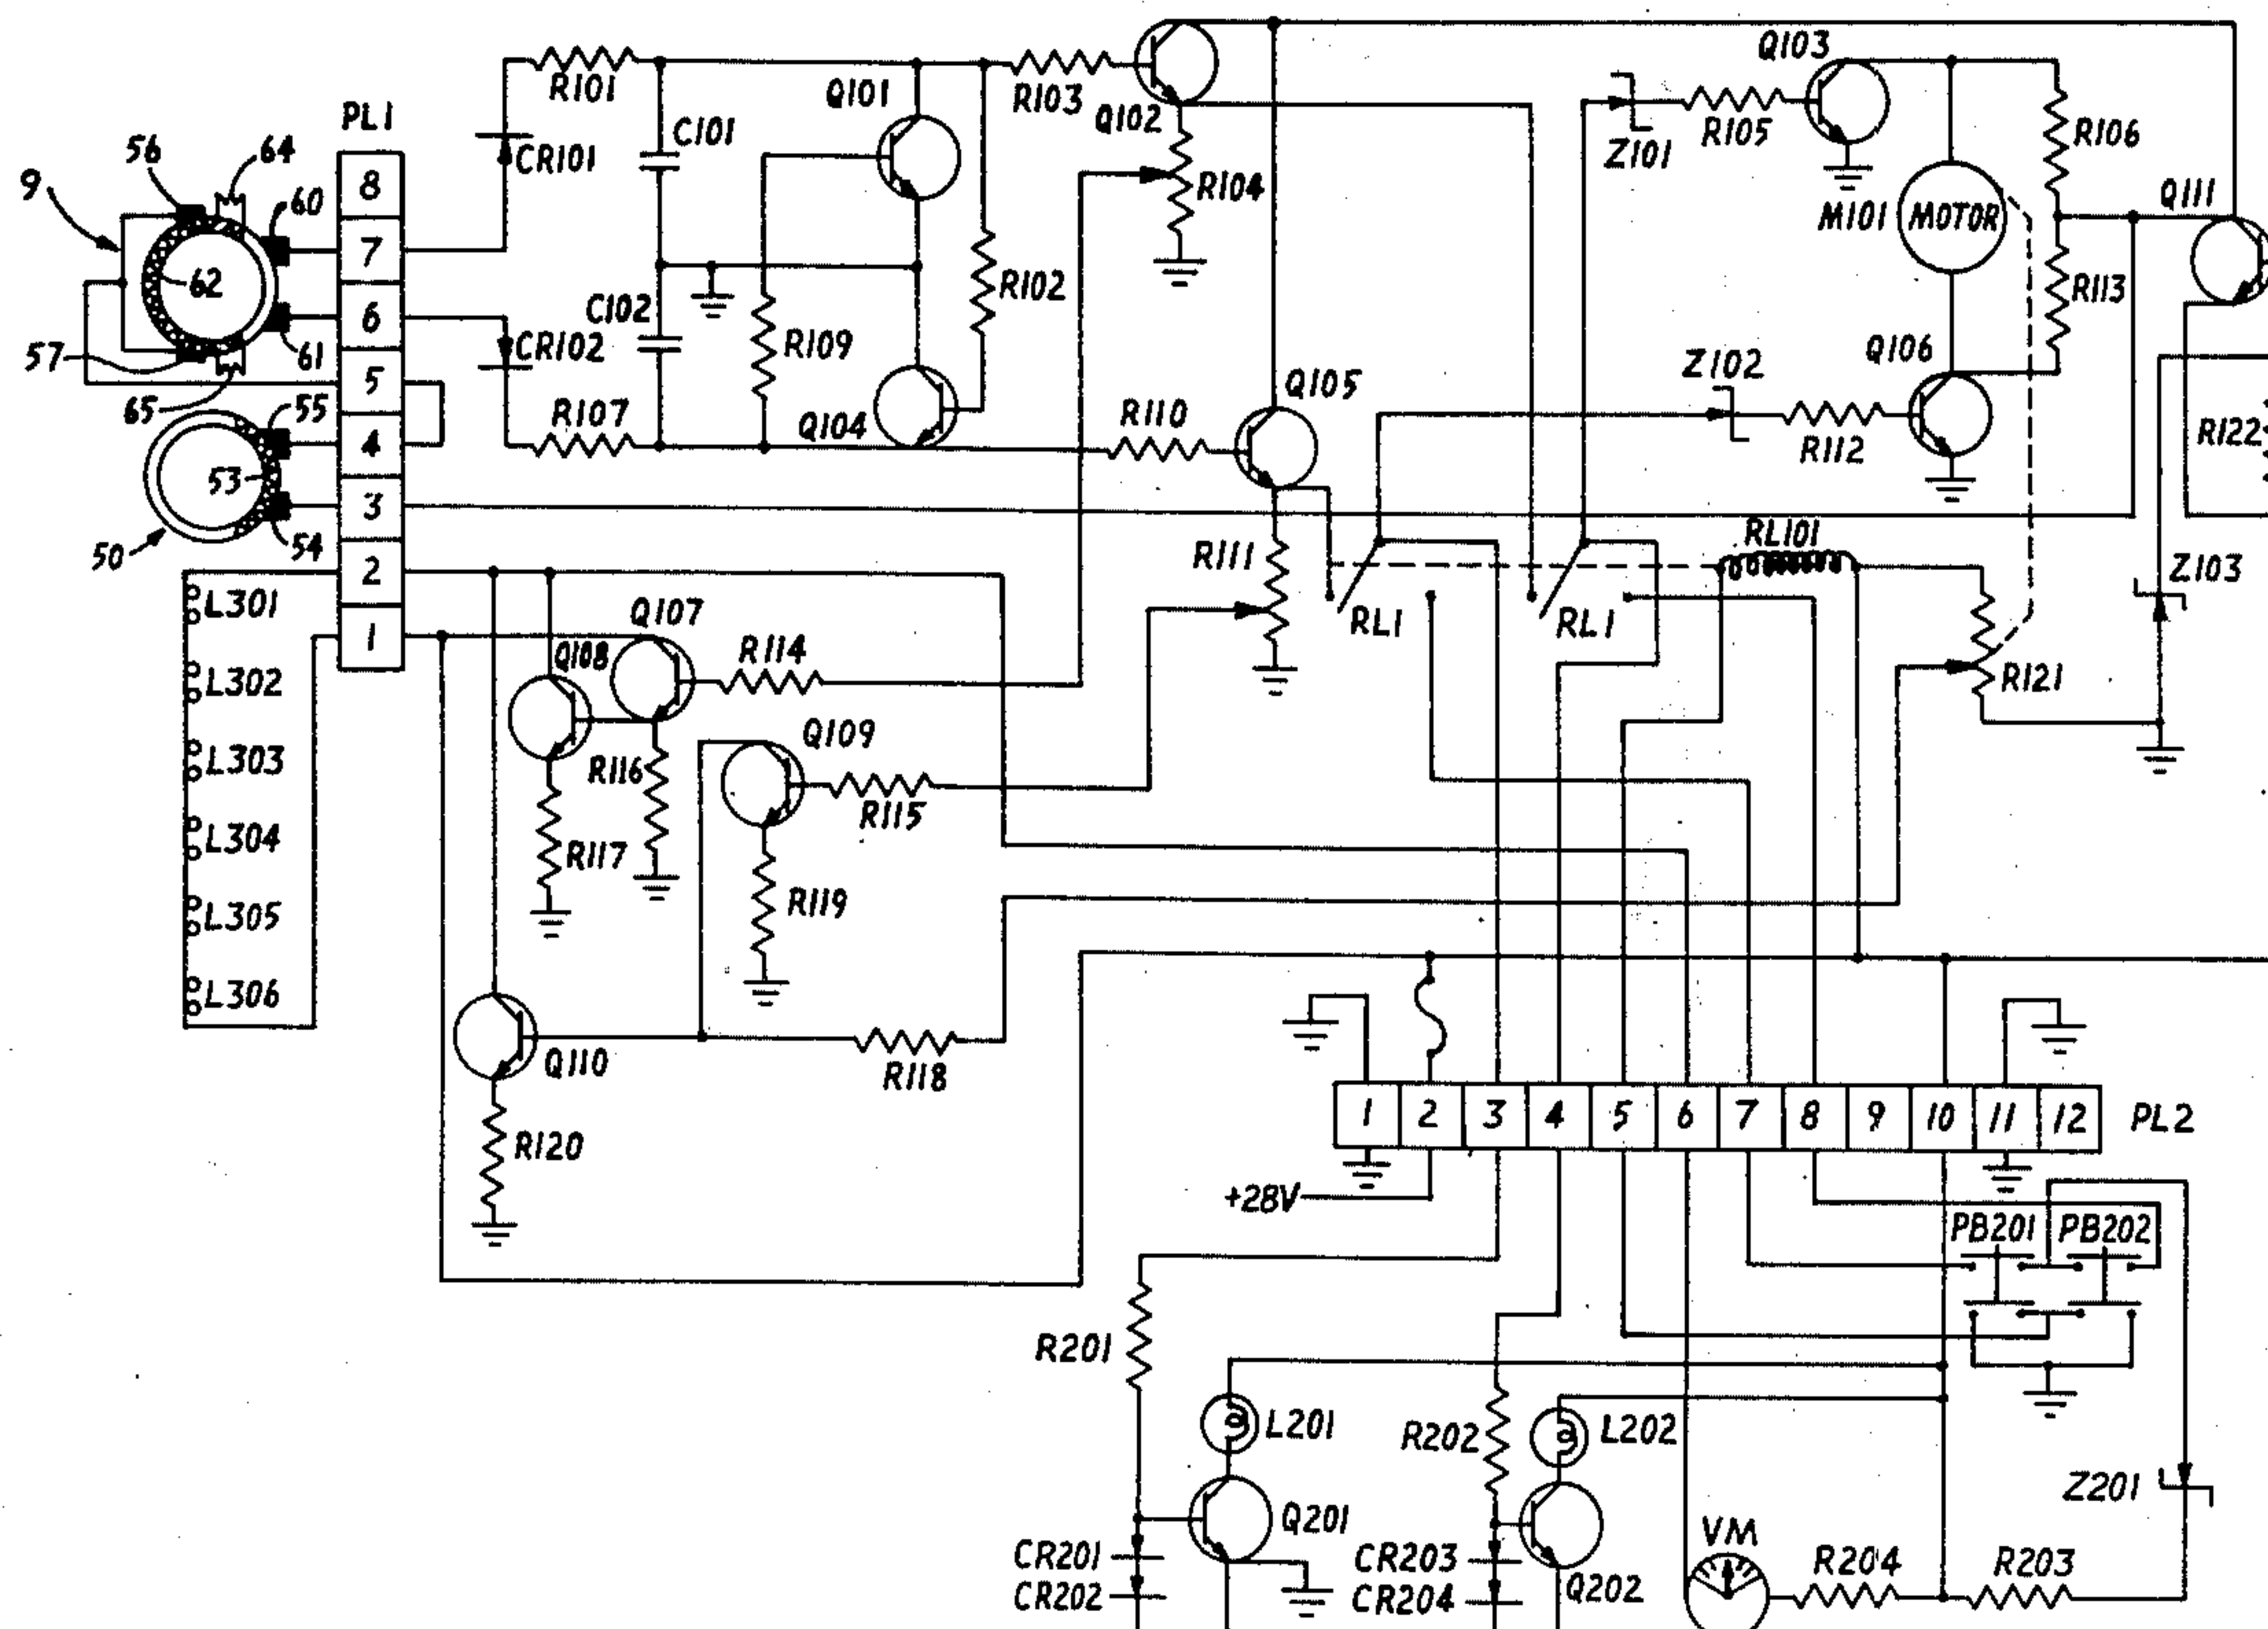 Q103
R101
Q101
R103
Q102
R105
Z101
R106
PL1
C101
CR101
56
64
8
R104
Q111
9
60
7
M101
MOTOR
62
R102
R113
6
C102
57
61
CR102
R109
Q106
5
Z102
65
55
R107
Q104
R110
Q105
4
R112
R122
53
3
50
54
R111
RL101
Z103
2
L301
Q107
RL1
RL1
1
Q108
R114
L302
R121
Q109
L303
R116
R115
L304
R117
R119
L305
L306
Q110
R118
1
2
3
4
5
6
7
8
9
10
11
12
PL2
R120
+28V
PB201
PB202
R201
L201
R202
L202
Z201
Q201
VM
CR201
CR203
R204
R203
CR202
CR204
Q202